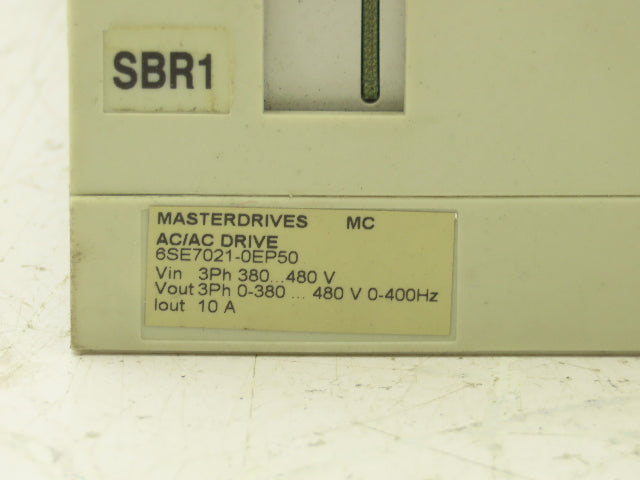 SBR1
MASTERDRIVES MC
AC/AC DRIVE
6SE7021-0EP50
Vin 3Ph 380...480 V
Vout 3Ph 0-380 ... 480 V 0-400Hz
Iout 10 A